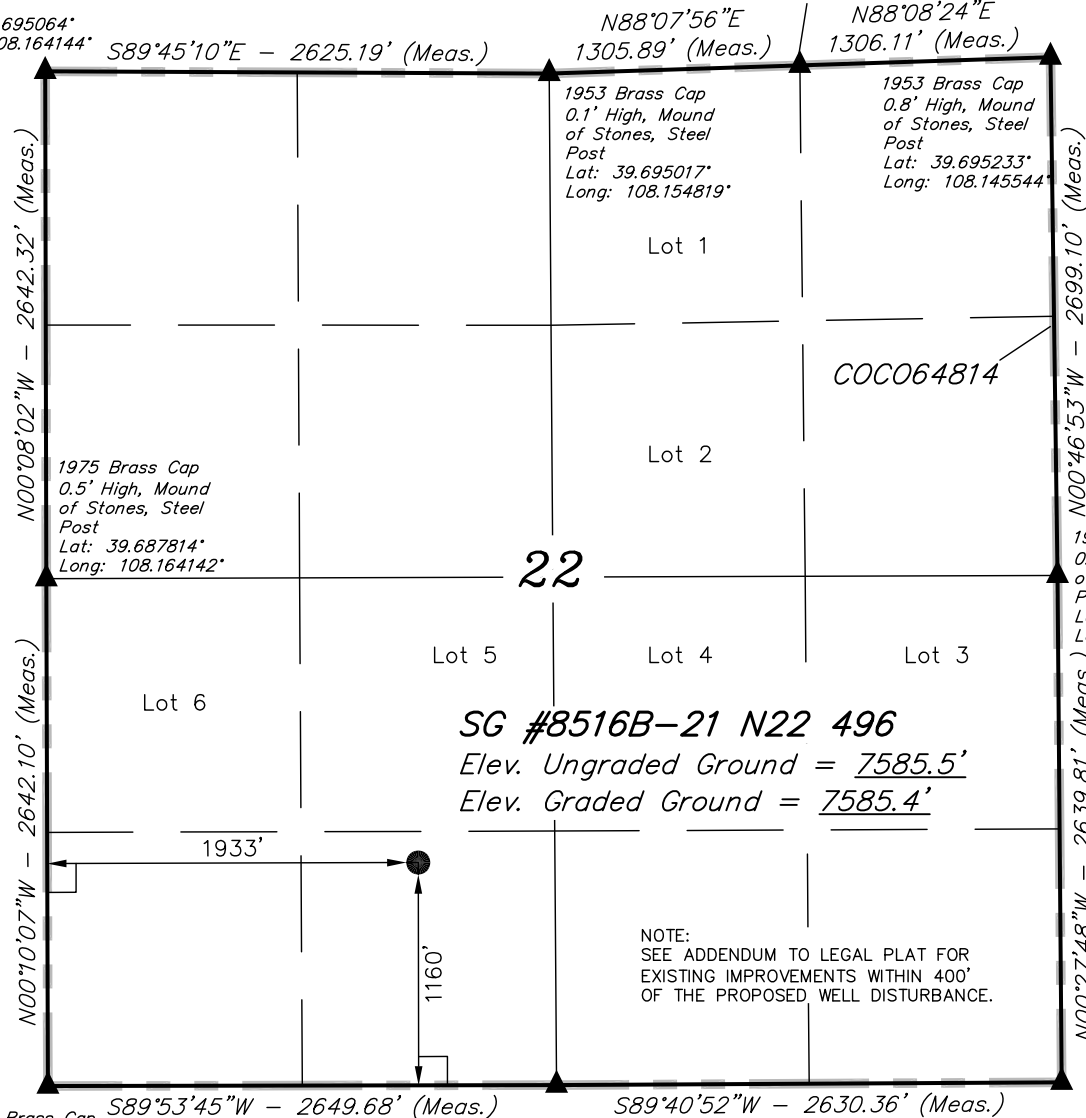 .695064°
08.164144°
S89°45'10"E - 2625.19' (Meas.)
N88°07'56"E
1305.89' (Meas.)
N88°08'24"E
1306.11' (Meas.)
1953 Brass Cap
0.1' High, Mound
of Stones, Steel
Post
Lat: 39.695017°
Long: 108.154819°
1953 Brass Cap
0.8' High, Mound
of Stones, Steel
Post
Lat: 39.695233°
Long: 108.145544°
N00°08'02"W - 2642.32' (Meas.)
N00°46'53"W - 2699.10' (Meas.)
Lot 1
COCO64814
Lot 2
1975 Brass Cap
0.5' High, Mound
of Stones, Steel
Post
Lat: 39.687814°
Long: 108.164142°
22
Lot 5
Lot 4
Lot 3
Lot 6
SG #8516B-21 N22 496
Elev. Ungraded Ground = 7585.5'
Elev. Graded Ground = 7585.4'
N00°10'07"W - 2642.10' (Meas.)
N00°27'48"W - 2639.81' (Meas.)
1933'
1160'
NOTE:
SEE ADDENDUM TO LEGAL PLAT FOR
EXISTING IMPROVEMENTS WITHIN 400'
OF THE PROPOSED WELL DISTURBANCE.
Brass Cap
S89°53'45"W - 2649.68' (Meas.)
S89°40'52"W - 2630.36' (Meas.)